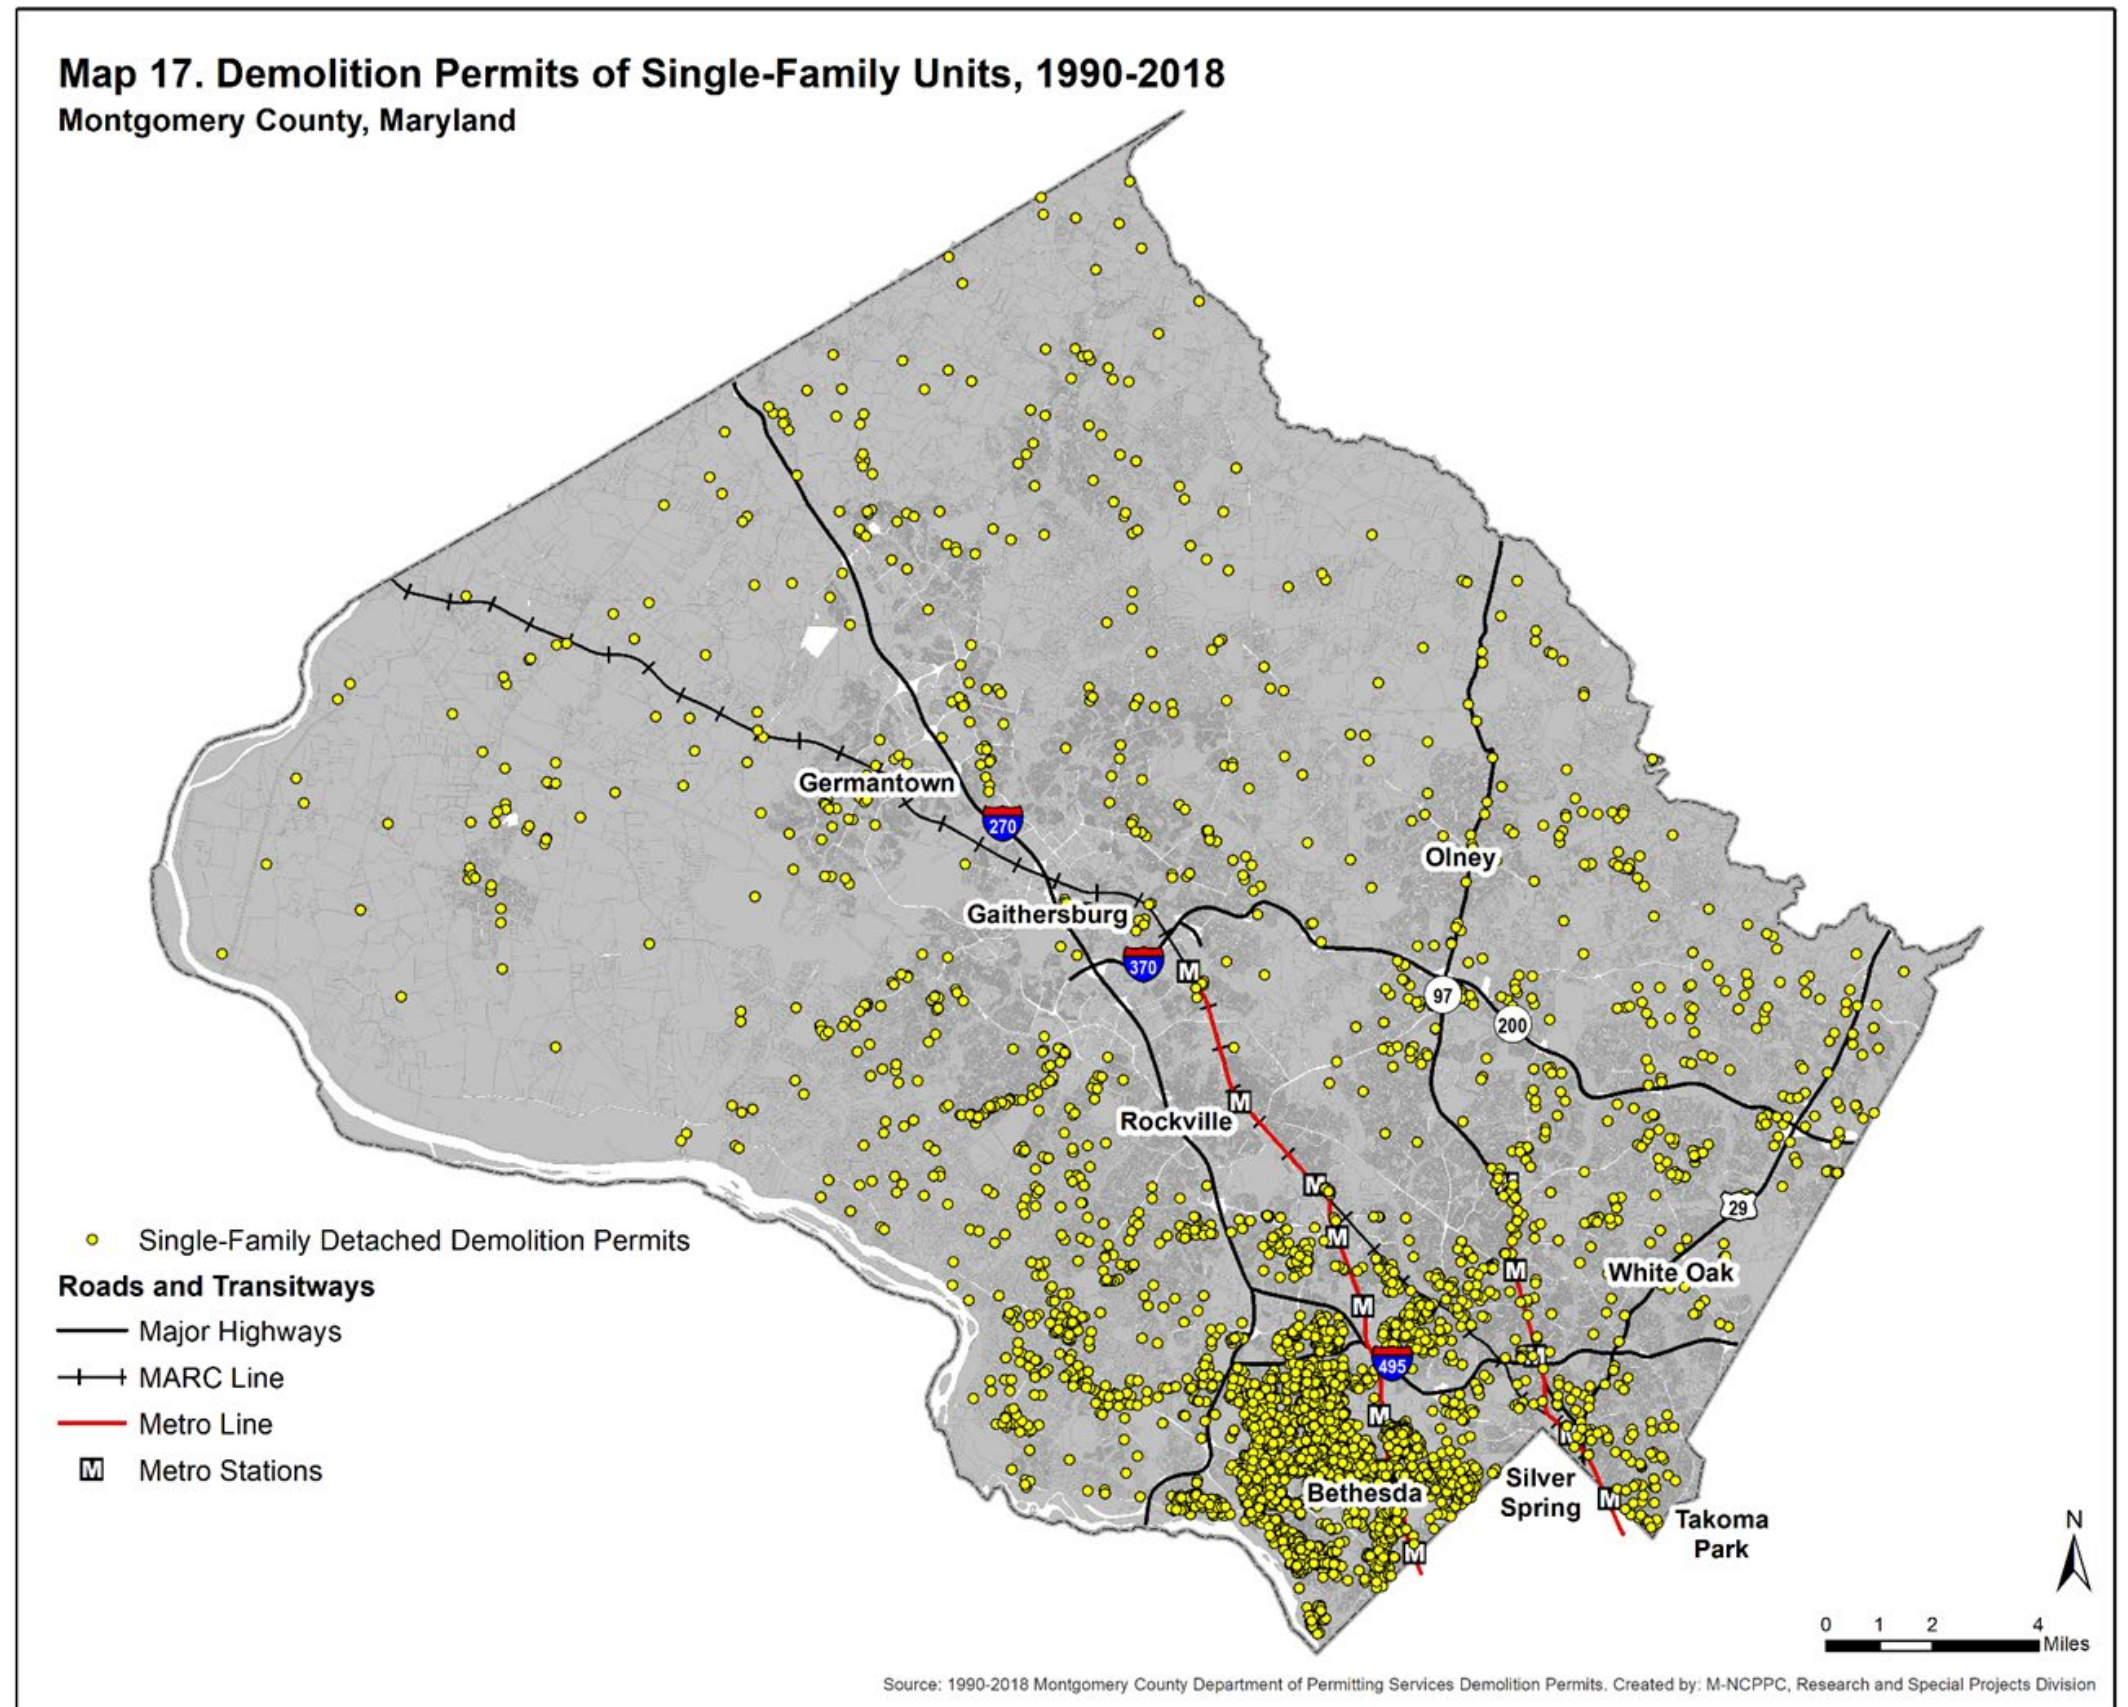 Map 17. Demolition Permits of Single-Family Units, 1990-2018
Montgomery County, Maryland
Germantown
270
Olney
Gaithersburg
370
M
97
200
M
Rockville
M
M
29
M
Single-Family Detached Demolition Permits
M
White Oak
Roads and Transitways
M
Major Highways
M
495
MARC Line
M
Metro Line
M
Metro Stations
M
Bethesda
Silver
Spring
M
Takoma
Park
N
M
0 1 2 4
Miles
Source: 1990-2018 Montgomery County Department of Permitting Services Demolition Permits. Created by: M-NCPPC, Research and Special Projects Division